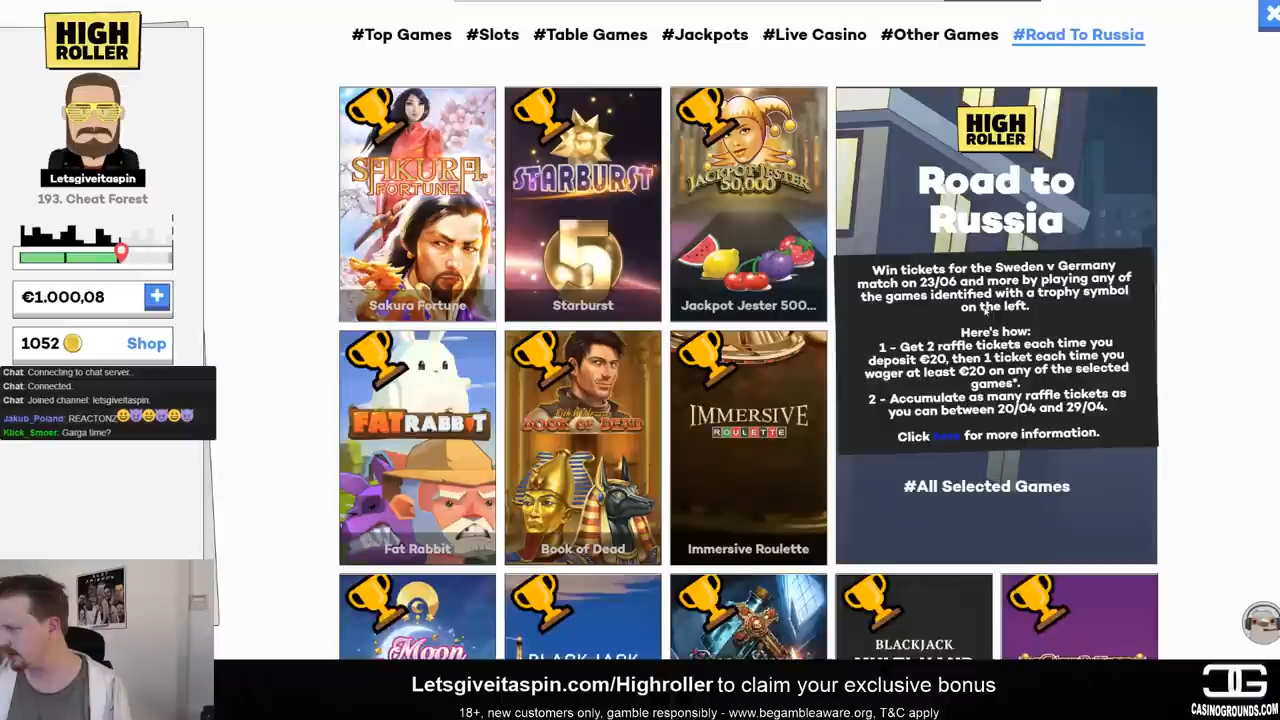 HIGH
ROLLER
Letsgiveitaspin
193. Cheat Forest
€1.000,08
1052
Shop
Chat: Connecting to chat server..
Chat: Connected.
Chat: Joined channel: letsgiveitaspin.
Jakub_Poland: REACTONZ
Klick_Smoer: Garga time?
#Top Games #Slots #Table Games #Jackpots #Live Casino #Other Games #Road To Russia
SAKURA
FORTUNE
Sakura Fortune
STARBURST
5
Starburst
JACKPOT JESTER
50,000
Jackpot Jester 500...
HIGH
ROLLER
Road to
Russia
Win tickets for the Sweden v Germany
match on 23/06 and more by playing any of
the games identified with a trophy symbol
on the left.
Here's how:
1 - Get 2 raffle tickets each time you
deposit €20, then 1 ticket each time you
wager at least €20 on any of the selected
games*.
2 - Accumulate as many raffle tickets as
you can between 20/04 and 29/04.
Click here for more information.
#All Selected Games
FAT RABBIT
Fat Rabbit
BOOK OF DEAD
Book of Dead
IMMERSIVE
ROULETTE
Immersive Roulette
Moon
BLACKJACK
BLACKJACK
Letsgiveitaspin.com/Highroller to claim your exclusive bonus
18+, new customers only, gamble responsibly - www.begambleaware.org, T&C apply
CASINOGROUNDS.COM